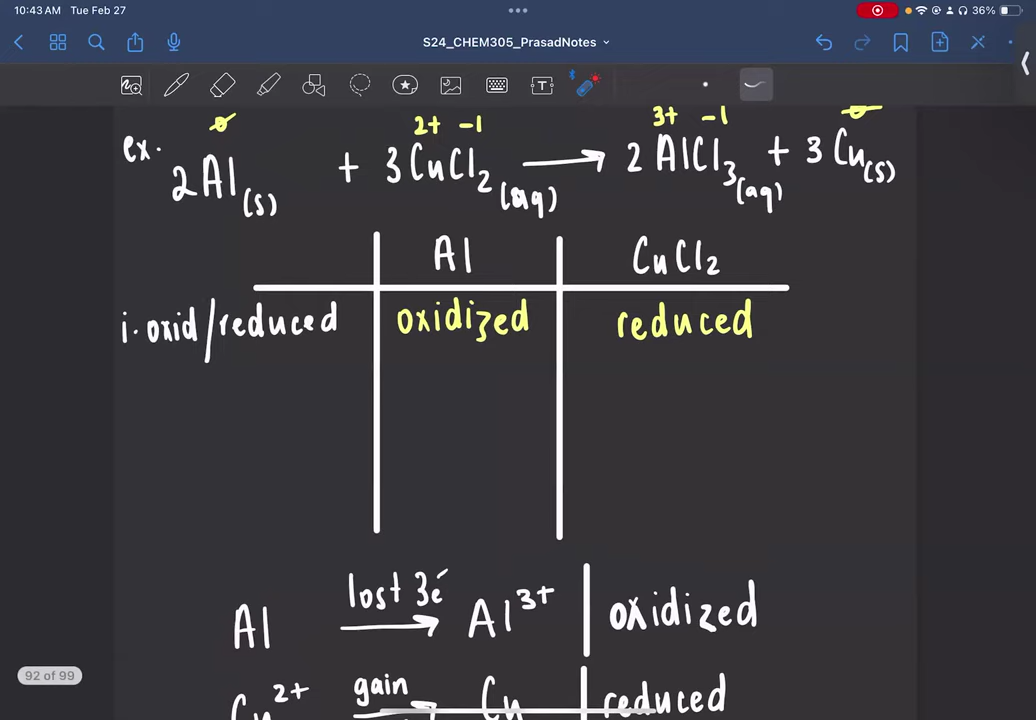 10:43 AM Tue Feb 27
36%
S24_CHEM305_PrasadNotes
0 2+ -1 3+ -1 0
ex. 2Al(s) + 3CuCl2(aq) → 2AlCl3(aq) + 3Cu(s)
Al CuCl2
i. oxid/reduced oxidized reduced
lost 3e-
Al → Al3+ oxidized
gain
Cu2+ → Cu reduced
92 of 99